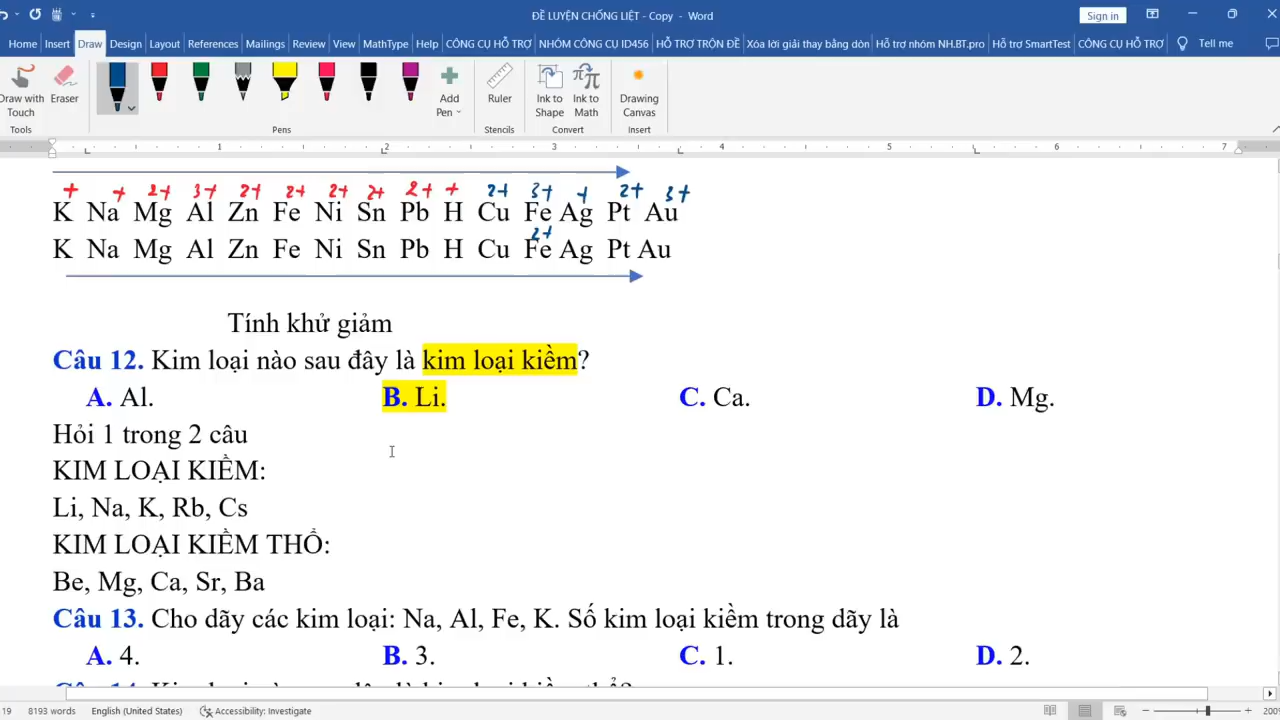 ĐỀ LUYỆN CHỐNG LIỆT - Copy - Word
Sign in
Home Insert Draw Design Layout References Mailings Review View MathType Help CÔNG CỤ HỖ TRỢ NHÓM CÔNG CỤ ID456 HỖ TRỢ TRỘN ĐỀ Xóa lời giải thay bằng dòn Hỗ trợ nhóm NH.BT.pro Hỗ trợ SmartTest CÔNG CỤ HỖ TRỢ Tell me
Draw with Touch
Eraser
Add Pen
Ruler
Ink to Shape
Ink to Math
Drawing Canvas
Tools Pens Stencils Convert Insert
1 2 3 4 5 6 7
+ + 2+ 3+ 2+ 2+ 2+ 2+ 2+ + 2+ 3+ + 2+ 3+
K Na Mg Al Zn Fe Ni Sn Pb H Cu Fe Ag Pt Au
2+
K Na Mg Al Zn Fe Ni Sn Pb H Cu Fe Ag Pt Au
Tính khử giảm
Câu 12. Kim loại nào sau đây là kim loại kiềm?
A. Al. B. Li. C. Ca. D. Mg.
Hỏi 1 trong 2 câu
KIM LOẠI KIỀM:
Li, Na, K, Rb, Cs
KIM LOẠI KIỀM THỔ:
Be, Mg, Ca, Sr, Ba
Câu 13. Cho dãy các kim loại: Na, Al, Fe, K. Số kim loại kiềm trong dãy là
A. 4. B. 3. C. 1. D. 2.
19 8193 words English (United States) Accessibility: Investigate